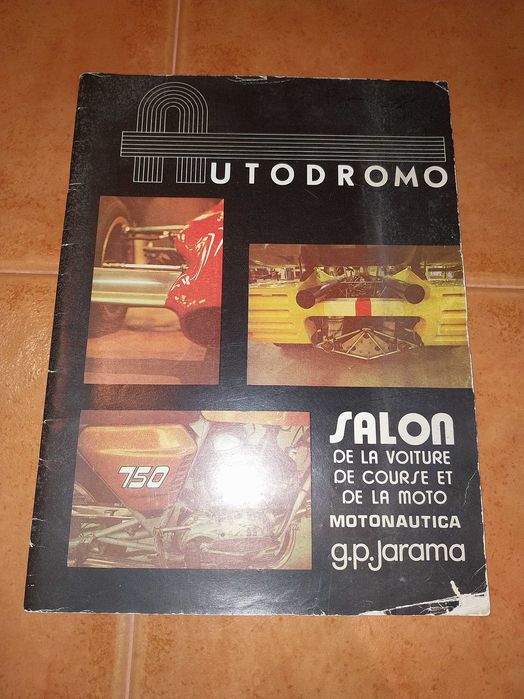 AUTODROMO
750
SALON
DE LA VOITURE
DE COURSE ET
DE LA MOTO
MOTONAUTICA
g.p.Jarama